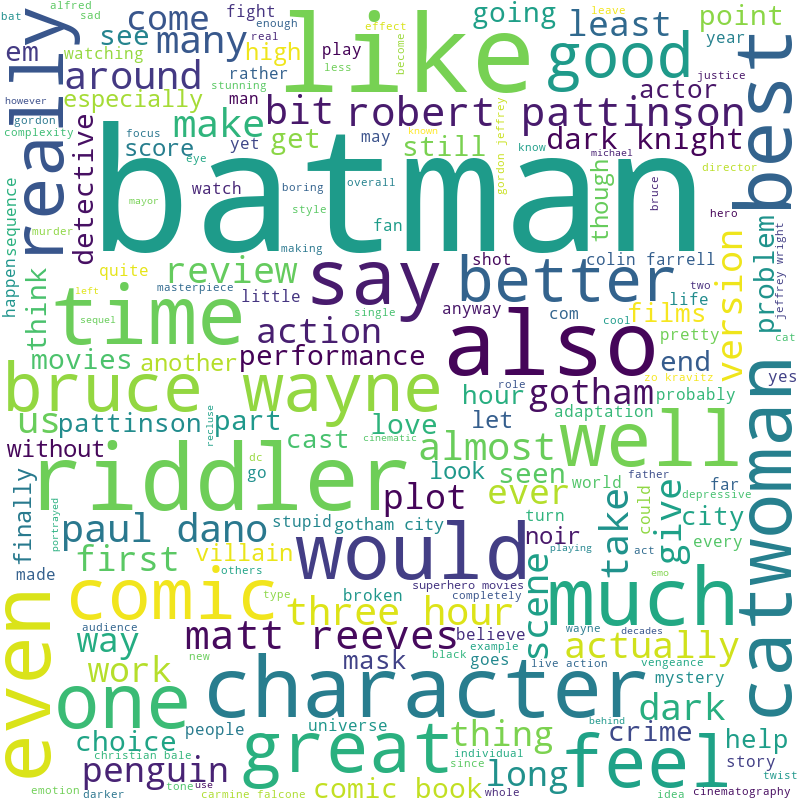 bat
alfred
sad
really
come
many
fight
enough
real
effect
become
like
going
good
least
leave
point
year
em
see
watching
around
high
play
less
justice
however
especially
rather
stunning
man
bit
robert pattinson
actor
best
gordon
complexity
detective
focus
score
make
get
yet
eye
may
still
known
gordon jeffrey
dark knight
know
michael
batman
watch
boring
overall
mayor
style
fan
though
bruce
director
hero
murder
sequence
happen
making
shot
colin farrell
problem
jeffrey wright
think
quite
review
say
better
two
life
version
left
masterpiece
little
anyway
com
films
cat
time
sequel
single
cool
pretty
movies
another
action
performance
also
end
yes
bruce wayne
zo kravitz
role
hour
gotham
probably
catwoman
us
pattinson
part
recluse
love
let
adaptation
without
cast
cinematic
almost
well
riddler
dc
go
look
seen
world
father
far
finally
plot
ever
take
could
give
depressive
city
paul dano
stupid
gotham city
turn
noir
every
portrayed
would
first
villain
others
playing
act
made
comic
type
broken
superhero movies
completely
much
emo
even
three hour
scene
audience
way
matt reeves
believe
example
wayne
decades
actually
work
new
mask
black
goes
live action
vengeance
mystery
one
character
dark
people
universe
behind
choice
great
thing
feel
crime
help
christian bale
individual
since
story
penguin
long
twist
emotion
darker
tone
use
carmine falcone
comic book
whole
idea
cinematography